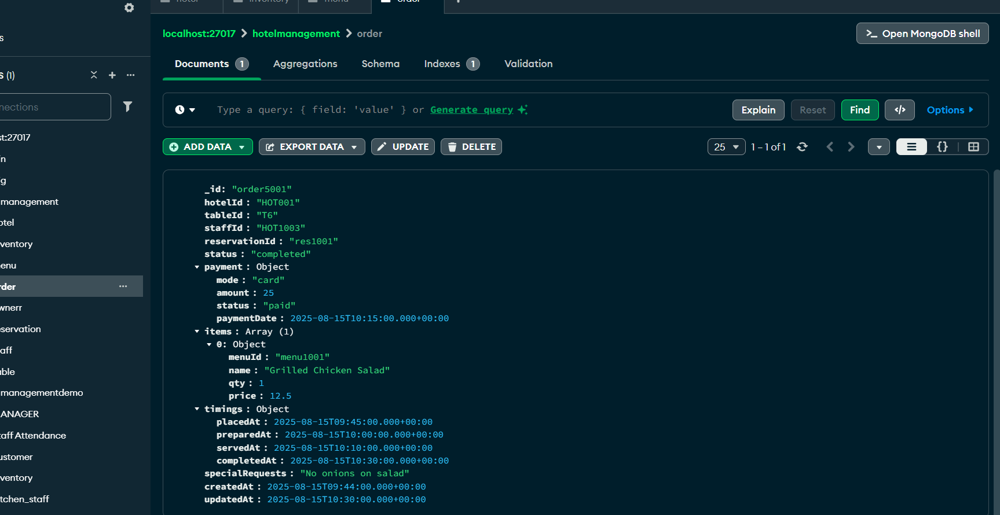 s
localhost:27017 > hotelmanagement > order
>_ Open MongoDB shell
Documents 1 Aggregations Schema Indexes 1 Validation
s (1)
nections
Type a query: { field: 'value' } or Generate query
Explain Reset Find </> Options
ADD DATA EXPORT DATA UPDATE DELETE
25 1 – 1 of 1 {}
t:27017
n
g
management
otel
ventory
enu
rder
wnerr
eservation
aff
able
managementdemo
ANAGER
taff Attendance
ustomer
ventory
tchen_staff
_id: "order5001"
hotelId : "HOT001"
tableId : "T6"
staffId : "HOT1003"
reservationId : "res1001"
status : "completed"
payment : Object
mode : "card"
amount : 25
status : "paid"
paymentDate : 2025-08-15T10:15:00.000+00:00
items : Array (1)
0: Object
menuId : "menu1001"
name : "Grilled Chicken Salad"
qty : 1
price : 12.5
timings : Object
placedAt : 2025-08-15T09:45:00.000+00:00
preparedAt : 2025-08-15T10:00:00.000+00:00
servedAt : 2025-08-15T10:10:00.000+00:00
completedAt : 2025-08-15T10:30:00.000+00:00
specialRequests : "No onions on salad"
createdAt : 2025-08-15T09:44:00.000+00:00
updatedAt : 2025-08-15T10:30:00.000+00:00